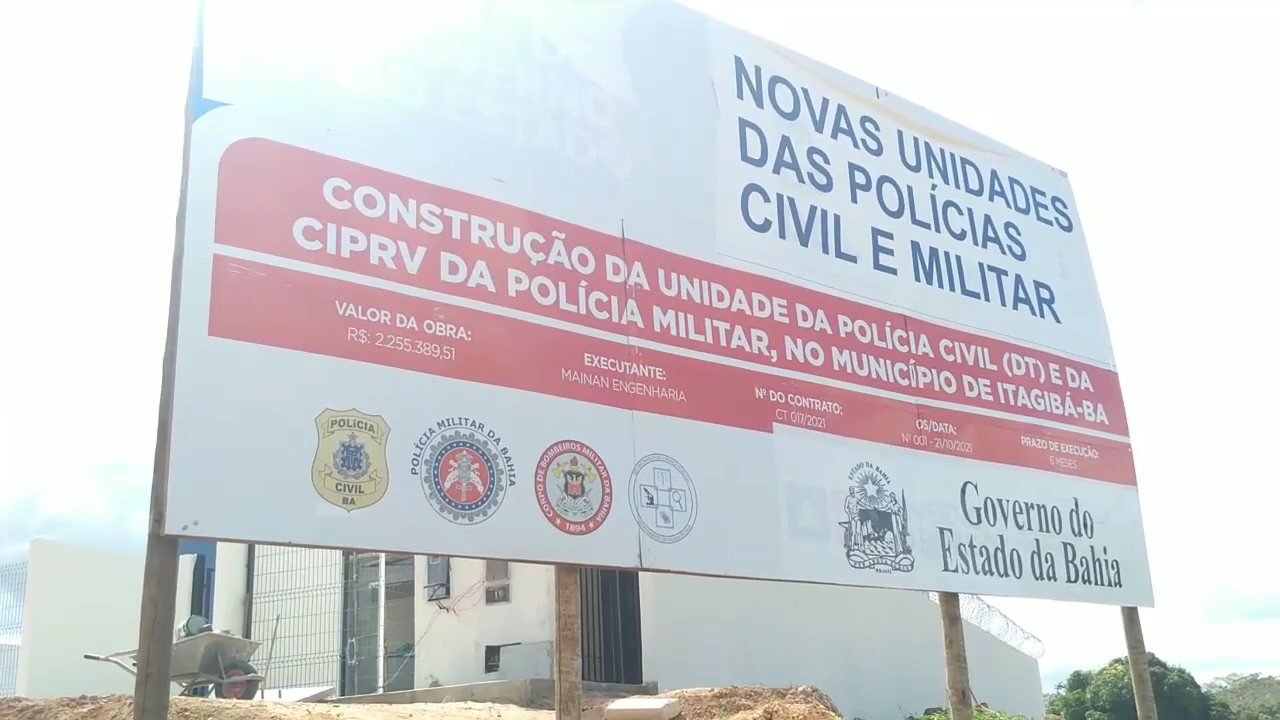 NOVAS UNIDADES
DAS POLÍCIAS
CIVIL E MILITAR
CONSTRUÇÃO DA UNIDADE DA POLÍCIA CIVIL (DT) E DA
CIPRV DA POLÍCIA MILITAR, NO MUNICÍPIO DE ITAGIBÁ-BA
VALOR DA OBRA:
R$: 2.255.389,51
EXECUTANTE:
MAINAN ENGENHARIA
Nº DO CONTRATO:
CT 017/2021
OS/DATA:
Nº 001 - 21/10/2021
PRAZO DE EXECUÇÃO:
8 MESES
POLÍCIA
CIVIL
BA
POLÍCIA MILITAR DA BAHIA
CORPO DE BOMBEIROS MILITAR DA BAHIA
1894
ESTADO DA BAHIA
BRASIL
Governo do
Estado da Bahia